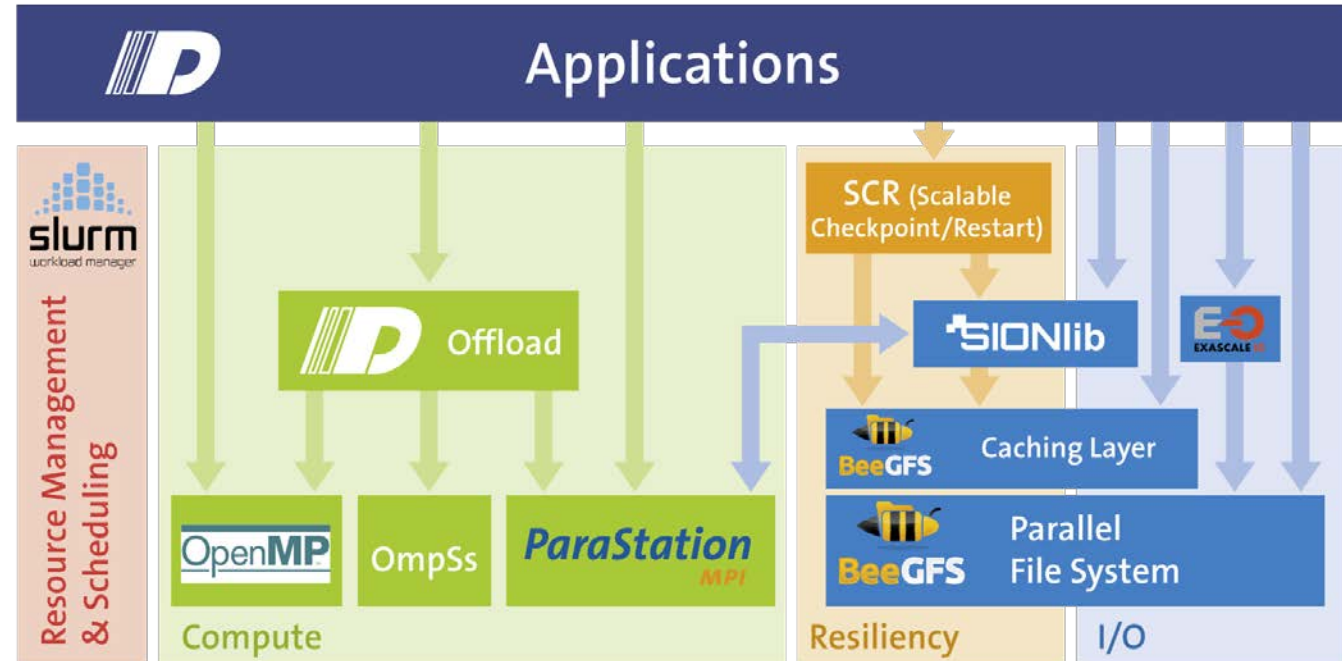 Applications
slurm
workload manager
Resource Management
& Scheduling
Offload
OpenMP
OmpSs
ParaStation
MPI
Compute
SCR (Scalable
Checkpoint/Restart)
SIONlib
EXASCALE
BeeGFS
Caching Layer
BeeGFS
Parallel
File System
Resiliency
I/O